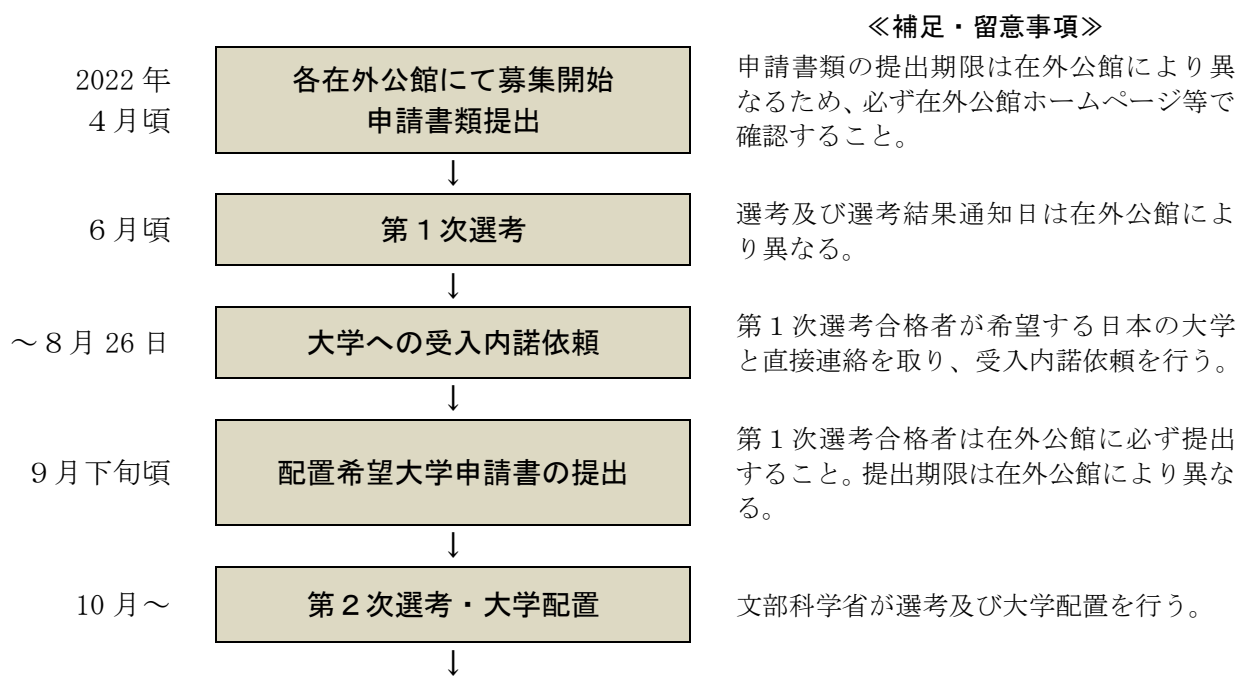 ≪補足・留意事項≫
2022 年
４月頃
各在外公館にて募集開始
申請書類提出
申請書類の提出期限は在外公館により異
なるため、必ず在外公館ホームページ等で
確認すること。
↓
６月頃
第１次選考
選考及び選考結果通知日は在外公館によ
り異なる。
↓
～８月 26 日
大学への受入内諾依頼
第１次選考合格者が希望する日本の大学
と直接連絡を取り、受入内諾依頼を行う。
↓
９月下旬頃
配置希望大学申請書の提出
第１次選考合格者は在外公館に必ず提出
すること。提出期限は在外公館により異な
る。
↓
10 月～
第２次選考・大学配置
文部科学省が選考及び大学配置を行う。
↓